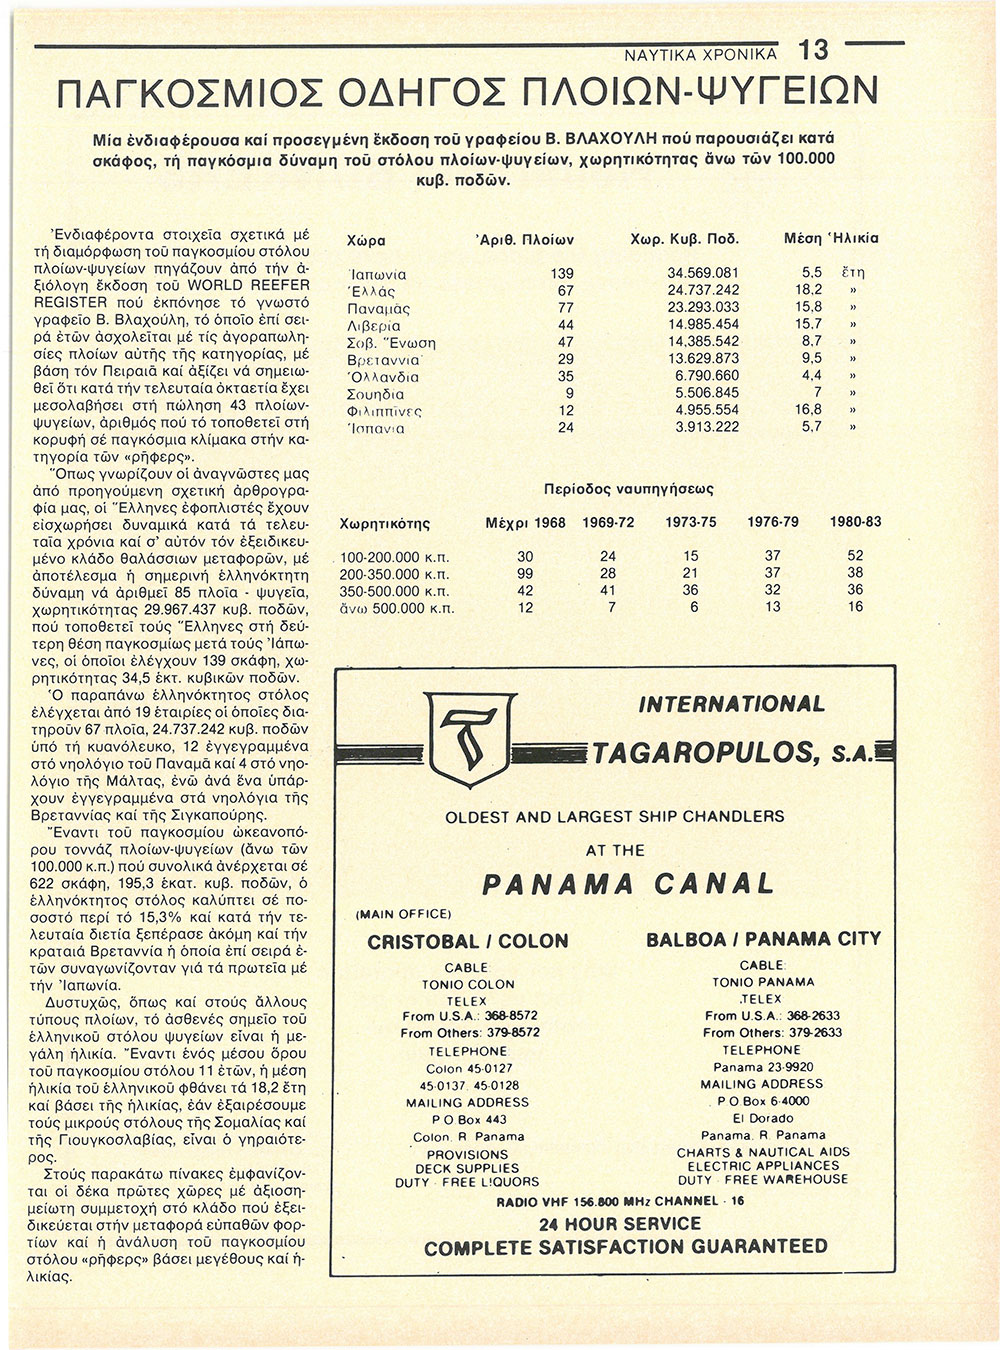 ΝΑΥΤΙΚΑ ΧΡΟΝΙΚΑ 13
ΠΑΓΚΟΣΜΙΟΣ ΟΔΗΓΟΣ ΠΛΟΙΩΝ-ΨΥΓΕΙΩΝ
Μία ἐνδιαφέρουσα καί προσεγμένη ἔκδοση τοῦ γραφείου Β. ΒΛΑΧΟΥΛΗ πού παρουσιάζει κατά
σκάφος, τή παγκόσμια δύναμη τοῦ στόλου πλοίων-ψυγείων, χωρητικότητας ἄνω τῶν 100.000
κυβ. ποδῶν.
Ἐνδιαφέροντα στοιχεῖα σχετικά μέ
τή διαμόρφωση τοῦ παγκοσμίου στόλου
πλοίων-ψυγείων πηγάζουν ἀπό τήν ἀ-
ξιόλογη ἔκδοση τοῦ WORLD REEFER
REGISTER πού ἐκπόνησε τό γνωστό
γραφεῖο Β. Βλαχούλη, τό ὁποῖο ἐπί σει-
ρά ἐτῶν ἀσχολεῖται μέ τίς ἀγοραπωλη-
σίες πλοίων αὐτῆς τῆς κατηγορίας, μέ
βάση τόν Πειραιᾶ καί ἀξίζει νά σημειω-
θεῖ ὅτι κατά τήν τελευταία ὀκταετία ἔχει
μεσολαβήσει στή πώληση 43 πλοίων-
ψυγείων, ἀριθμός πού τό τοποθετεῖ στή
κορυφή σέ παγκόσμια κλίμακα στήν κα-
τηγορία τῶν «ρῆφερς».
Ὅπως γνωρίζουν οἱ ἀναγνῶστες μας
ἀπό προηγούμενη σχετική ἀρθρογρα-
φία μας, οἱ Ἕλληνες ἐφοπλιστές ἔχουν
εἰσχωρήσει δυναμικά κατά τά τελευ-
ταῖα χρόνια καί σ' αὐτόν τόν ἐξειδικευ-
μένο κλάδο θαλάσσιων μεταφορῶν, μέ
ἀποτέλεσμα ἡ σημερινή ἑλληνόκτητη
δύναμη νά ἀριθμεῖ 85 πλοῖα - ψυγεῖα,
χωρητικότητας 29.967.437 κυβ. ποδῶν,
πού τοποθετεῖ τούς Ἕλληνες στή δεύ-
τερη θέση παγκοσμίως μετά τούς Ἰάπω-
νες, οἱ ὁποῖοι ἐλέγχουν 139 σκάφη, χω-
ρητικότητας 34,5 ἑκτ. κυβικῶν ποδῶν.
Ὁ παραπάνω ἑλληνόκτητος στόλος
ἐλέγχεται ἀπό 19 ἑταιρίες οἱ ὁποῖες δια-
τηροῦν 67 πλοῖα, 24.737.242 κυβ. ποδῶν
ὑπό τή κυανόλευκο, 12 ἐγγεγραμμένα
στό νηολόγιο τοῦ Παναμᾶ καί 4 στό νηο-
λόγιο τῆς Μάλτας, ἐνῶ ἀνά ἕνα ὑπάρ-
χουν ἐγγεγραμμένα στά νηολόγια τῆς
Βρεταννίας καί τῆς Σιγκαπούρης.
Ἔναντι τοῦ παγκοσμίου ὠκεανοπό-
ρου τοννάζ πλοίων-ψυγείων (ἄνω τῶν
100.000 κ.π.) πού συνολικά ἀνέρχεται σέ
622 σκάφη, 195,3 ἑκατ. κυβ. ποδῶν, ὁ
ἑλληνόκτητος στόλος καλύπτει σέ πο-
σοστό περί τό 15,3% καί κατά τήν τε-
λευταία διετία ξεπέρασε ἀκόμη καί τήν
κραταιά Βρεταννία ἡ ὁποία ἐπί σειρά ἐ-
τῶν συναγωνίζονταν γιά τά πρωτεῖα μέ
τήν Ἰαπωνία.
Δυστυχῶς, ὅπως καί στούς ἄλλους
τύπους πλοίων, τό ἀσθενές σημεῖο τοῦ
ἑλληνικοῦ στόλου ψυγείων εἶναι ἡ με-
γάλη ἡλικία. Ἔναντι ἑνός μέσου ὅρου
τοῦ παγκοσμίου στόλου 11 ἐτῶν, ἡ μέση
ἡλικία τοῦ ἑλληνικοῦ φθάνει τά 18,2 ἔτη
καί βάσει τῆς ἡλικίας, ἐάν ἐξαιρέσουμε
τούς μικρούς στόλους τῆς Σομαλίας καί
τῆς Γιουγκοσλαβίας, εἶναι ὁ γηραιότε-
ρος.
Στούς παρακάτω πίνακες ἐμφανίζον-
ται οἱ δέκα πρῶτες χῶρες μέ ἀξιοση-
μείωτη συμμετοχή στό κλάδο πού ἐξει-
δικεύεται στήν μεταφορά εὐπαθῶν φορ-
τίων καί ἡ ἀνάλυση τοῦ παγκοσμίου
στόλου «ρῆφερς» βάσει μεγέθους καί ἡ-
λικίας.
Χώρα Ἀριθ. Πλοίων Χωρ. Κυβ. Ποδ. Μέση Ἡλικία
Ἰαπωνία 139 34.569.081 5,5 ἔτη
Ἑλλάς 67 24.737.242 18,2 »
Παναμᾶς 77 23.293.033 15,8 »
Λιβερία 44 14.985.454 15,7 »
Σοβ. Ἕνωση 47 14.385.542 8,7 »
Βρεταννία 29 13.629.873 9,5 »
Ὁλλανδία 35 6.790.660 4,4 »
Σουηδία 9 5.506.845 7 »
Φιλιππῖνες 12 4.955.554 16,8 »
Ἱσπανία 24 3.913.222 5,7 »
Περίοδος ναυπηγήσεως
Χωρητικότης Μέχρι 1968 1969-72 1973-75 1976-79 1980-83
100-200.000 κ.π. 30 24 15 37 52
200-350.000 κ.π. 99 28 21 37 38
350-500.000 κ.π. 42 41 36 32 36
ἄνω 500.000 κ.π. 12 7 6 13 16
INTERNATIONAL
TAGAROPULOS, S.A.
OLDEST AND LARGEST SHIP CHANDLERS
AT THE
PANAMA CANAL
(MAIN OFFICE)
CRISTOBAL / COLON
CABLE
TONIO COLON
TELEX
From U.S.A.: 368-8572
From Others: 379-8572
TELEPHONE
Colon 45-0127
45-0137 45-0128
MAILING ADDRESS
P O Box 443
Colon. R. Panama
PROVISIONS
DECK SUPPLIES
DUTY - FREE LIQUORS
BALBOA / PANAMA CITY
CABLE:
TONIO PANAMA
TELEX
From U.S.A.: 368-2633
From Others: 379-2633
TELEPHONE
Panama 23-9920
MAILING ADDRESS
P O Box 6-4000
El Dorado
Panama. R. Panama
CHARTS & NAUTICAL AIDS
ELECTRIC APPLIANCES
DUTY - FREE WAREHOUSE
RADIO VHF 156.800 MHz CHANNEL - 16
24 HOUR SERVICE
COMPLETE SATISFACTION GUARANTEED